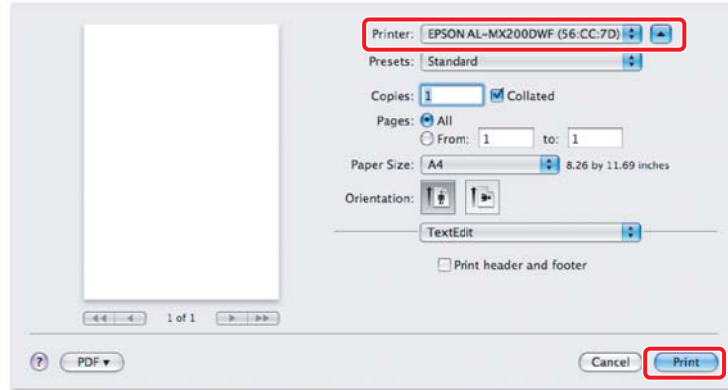 Printer: EPSON AL-MX200DWF (56:CC:7D)
Presets: Standard
Copies: 1 Collated
Pages: All
From: 1 to: 1
Paper Size: A4 8.26 by 11.69 inches
Orientation:
TextEdit
Print header and footer
1 of 1
? PDF Cancel Print